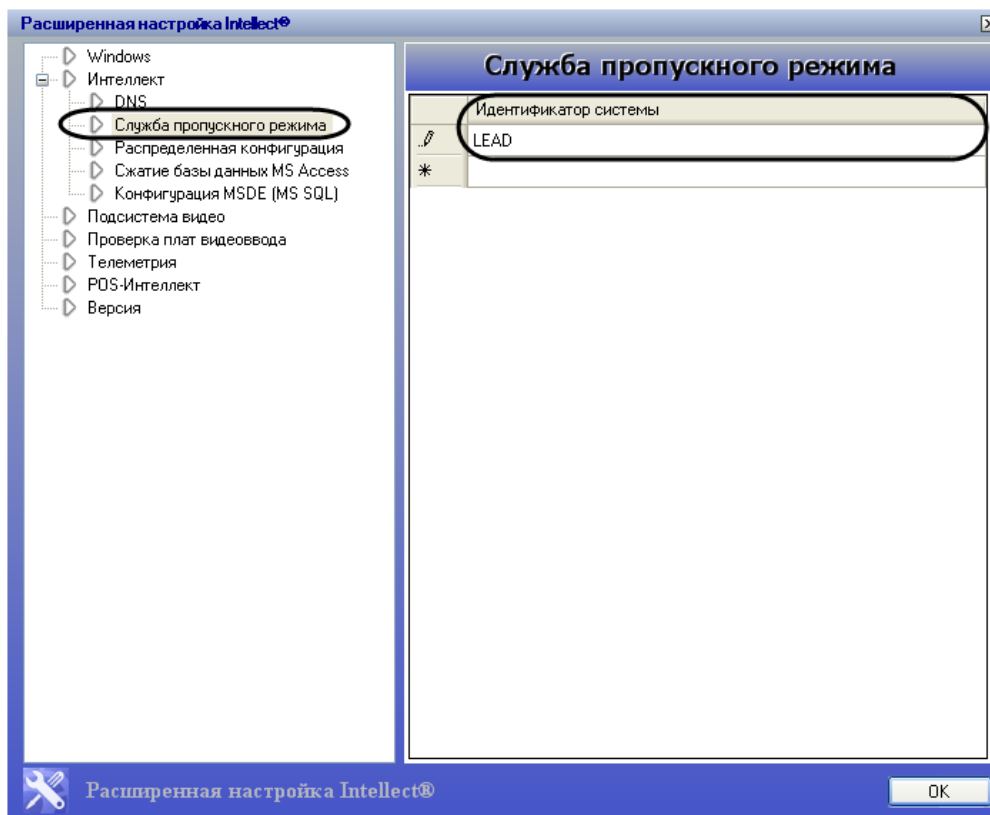 Расширенная настройка Intellect®
Windows
Интеллект
DNS
Служба пропускного режима
Распределенная конфигурация
Сжатие базы данных MS Access
Конфигурация MSDE (MS SQL)
Подсистема видео
Проверка плат видеоввода
Телеметрия
POS-Интеллект
Версия
Служба пропускного режима
Идентификатор системы
LEAD
Расширенная настройка Intellect®
OK